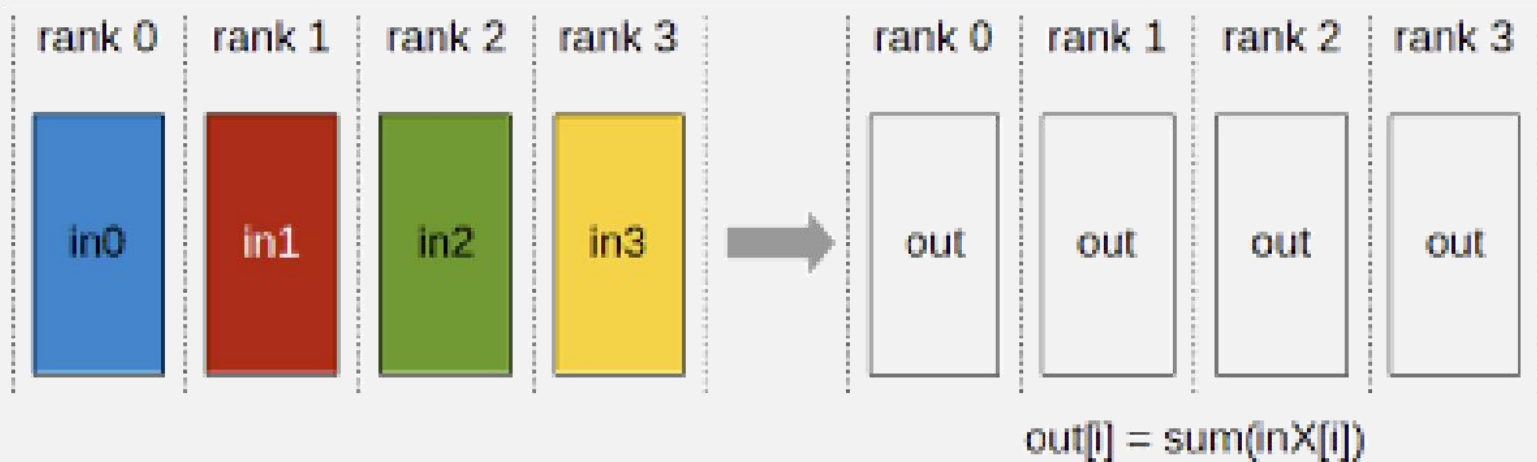 rank 0 rank 1 rank 2 rank 3 rank 0 rank 1 rank 2 rank 3
in0 in1 in2 in3 out out out out
out[i] = sum(inX[i])